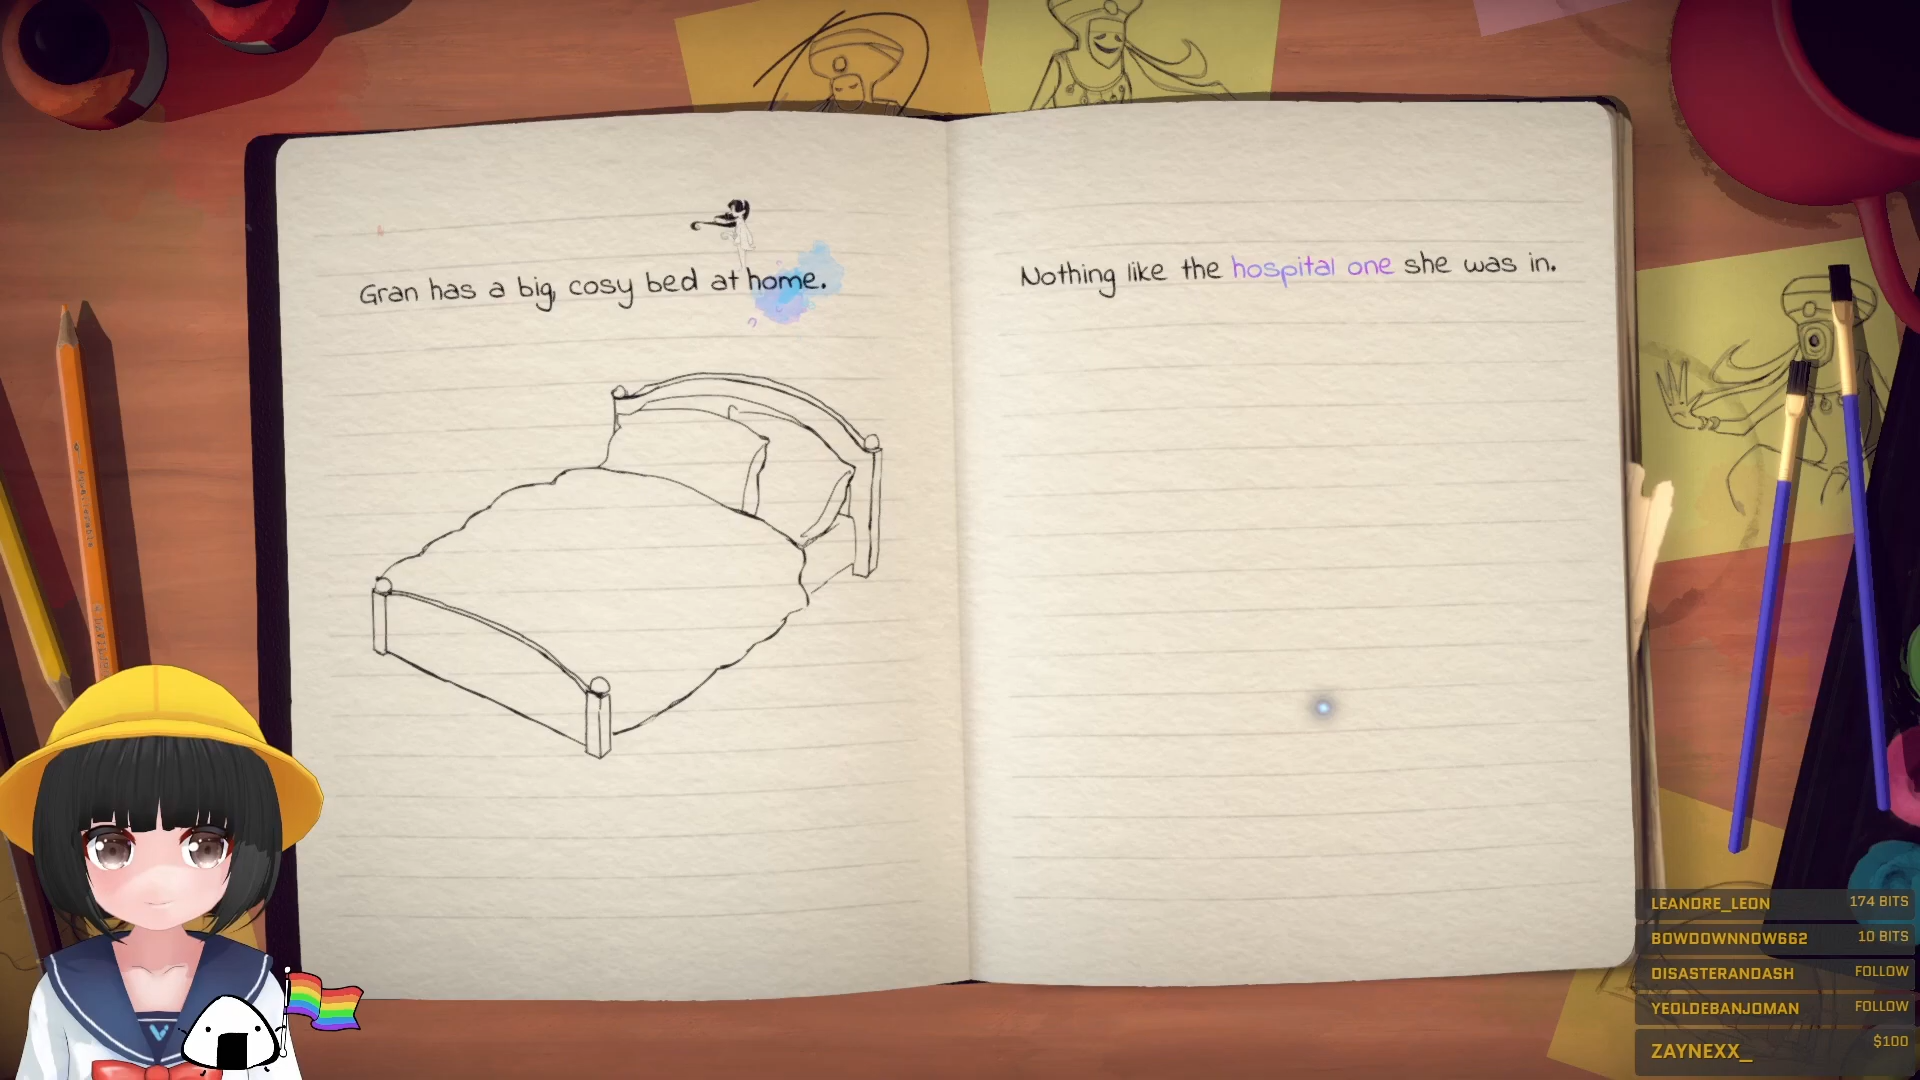 Gran has a big, cosy bed at home.
Nothing like the hospital one she was in.
LEANDRE_LEON 174 BITS
BOWDOWNNOW662 10 BITS
DISASTERANDASH FOLLOW
YEOLDEBANJOMAN FOLLOW
ZAYNEXX_ $100